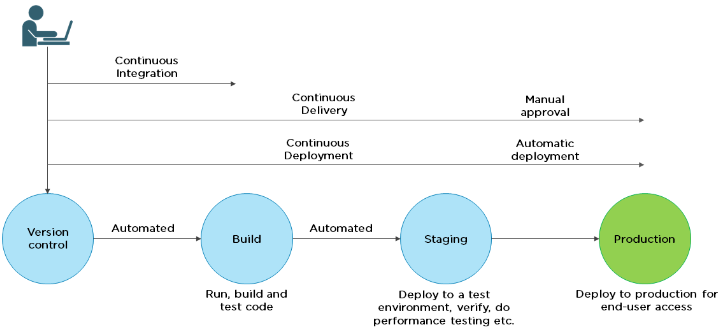 Continuous
Integration
Continuous
Delivery
Manual
approval
Continuous
Deployment
Automatic
deployment
Version
control
Automated
Build
Automated
Staging
Production
Run, build and
test code
Deploy to a test
environment, verify, do
performance testing etc.
Deploy to production for
end-user access